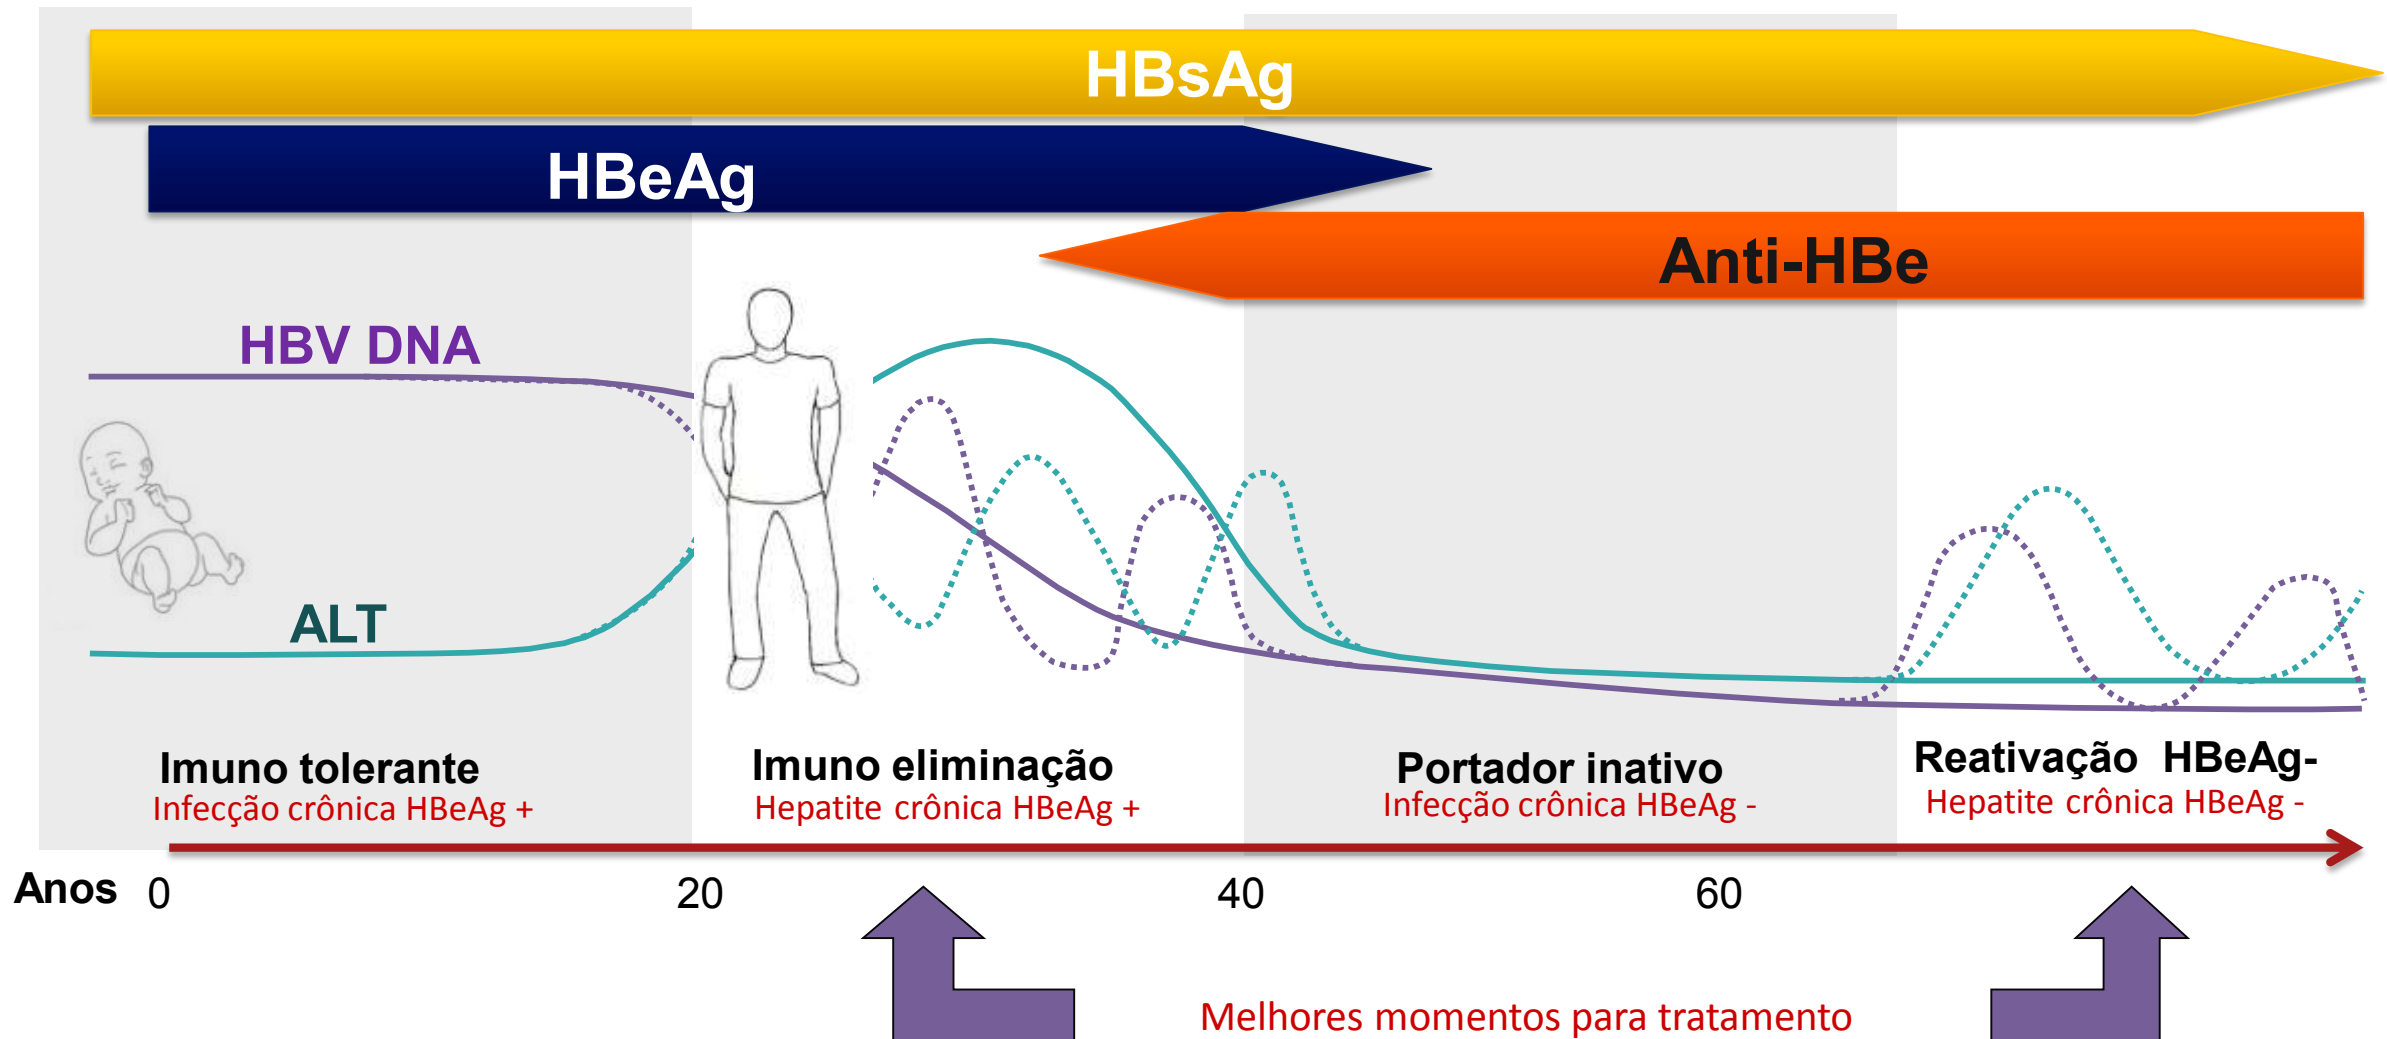 HBsAg
HBeAg
Anti-HBe
HBV DNA
ALT
Imuno tolerante
Infecção crônica HBeAg +
Imuno eliminação
Hepatite crônica HBeAg +
Portador inativo
Infecção crônica HBeAg -
Reativação HBeAg-
Hepatite crônica HBeAg -
Anos 0 20 40 60
Melhores momentos para tratamento